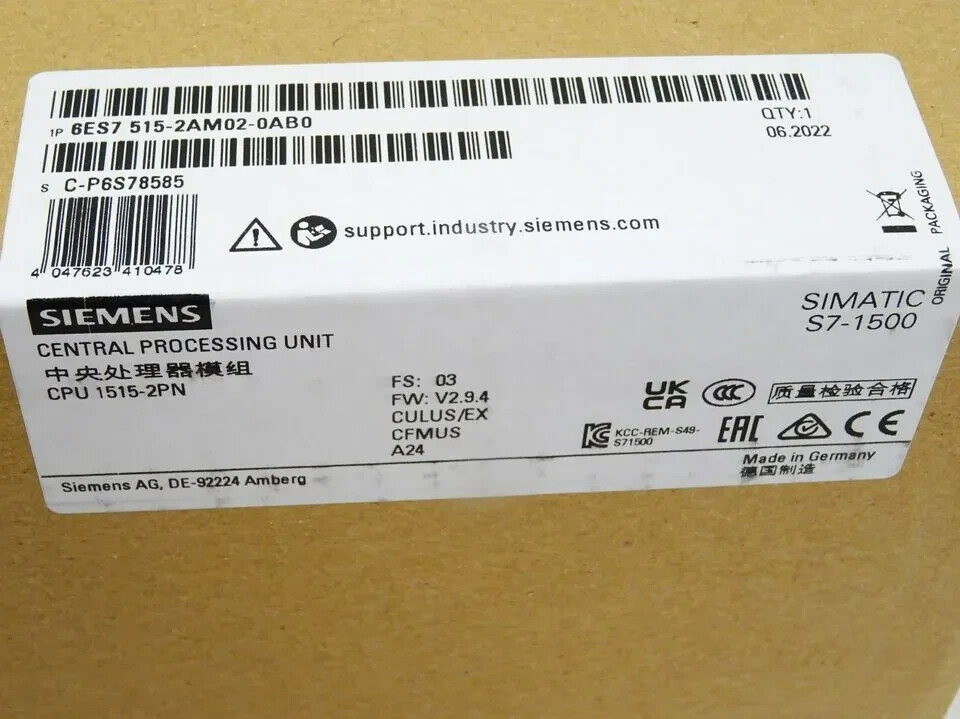 1P 6ES7 515-2AM02-0AB0
QTY:1
06.2022
S C-P6S78585
4 047623 410478
support.industry.siemens.com
ORIGINAL PACKAGING
SIEMENS
SIMATIC
S7-1500
CENTRAL PROCESSING UNIT
中央处理器模组
CPU 1515-2PN
FS: 03
FW: V2.9.4
CULUS/EX
CFMUS
A24
UK
CA
CCC
质量检验合格
KCC-REM-S49-
S71500
EAC
CE
Made in Germany
德国制造
Siemens AG, DE-92224 Amberg